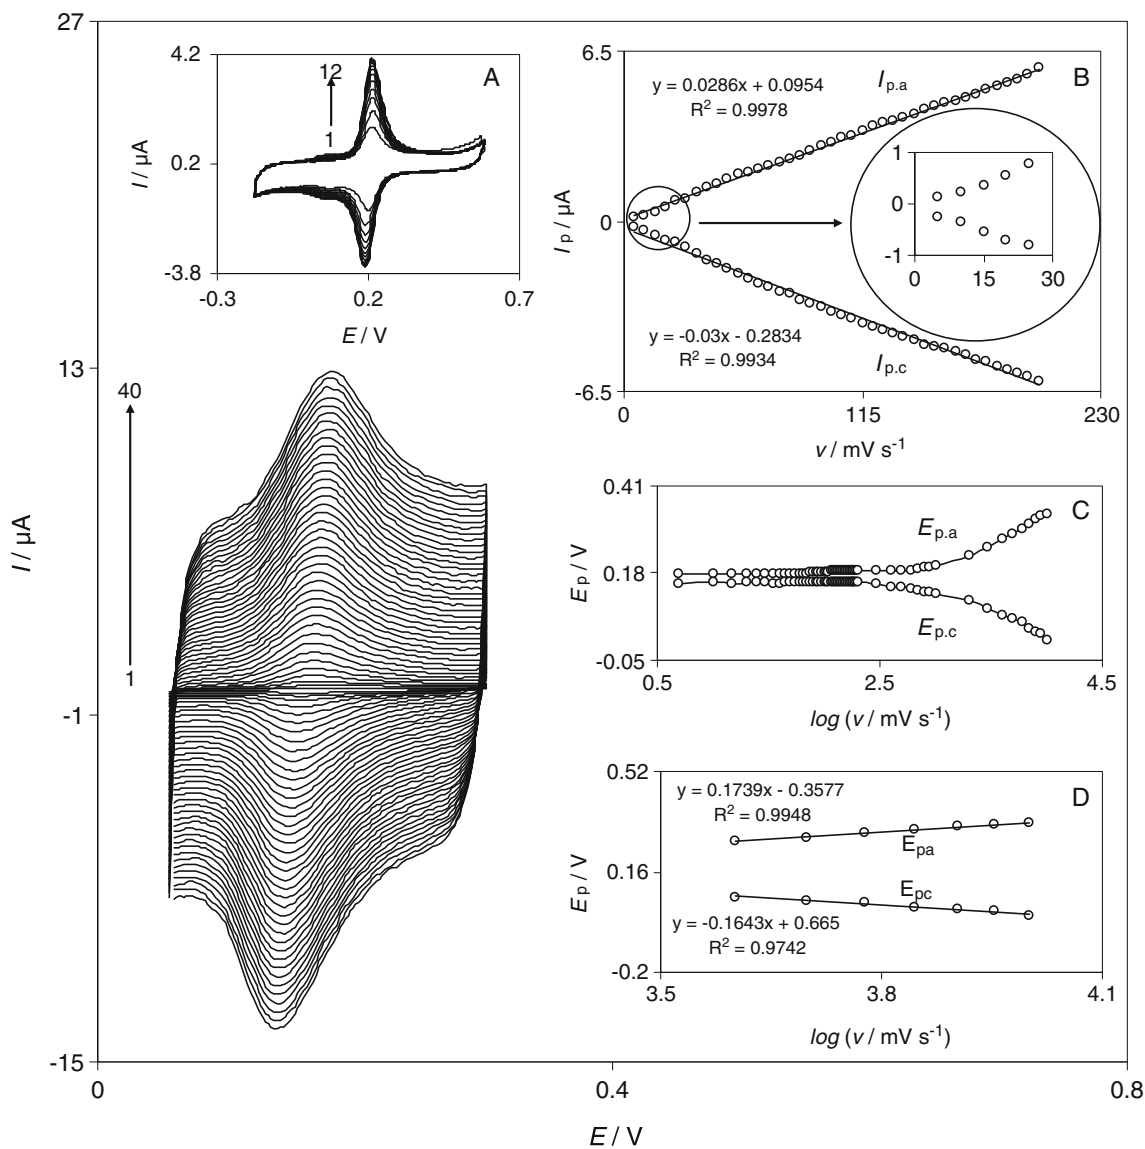 27
4.2
0.2
-3.8
-0.3
0.2
0.7
I / μA
E / V
A
12
1
6.5
0
-6.5
0
115
230
I p / μA
v / mV s-1
B
y = 0.0286x + 0.0954
R2 = 0.9978
I p.a
y = -0.03x - 0.2834
R2 = 0.9934
I p.c
1
0
-1
0
15
30
13
-1
-15
0
0.4
0.8
I / μA
E / V
40
1
0.41
0.18
-0.05
0.5
2.5
4.5
E p / V
log (v / mV s-1)
C
E p.a
E p.c
0.52
0.16
-0.2
3.5
3.8
4.1
E p / V
log (v / mV s-1)
D
y = 0.1739x - 0.3577
R2 = 0.9948
Epa
Epc
y = -0.1643x + 0.665
R2 = 0.9742